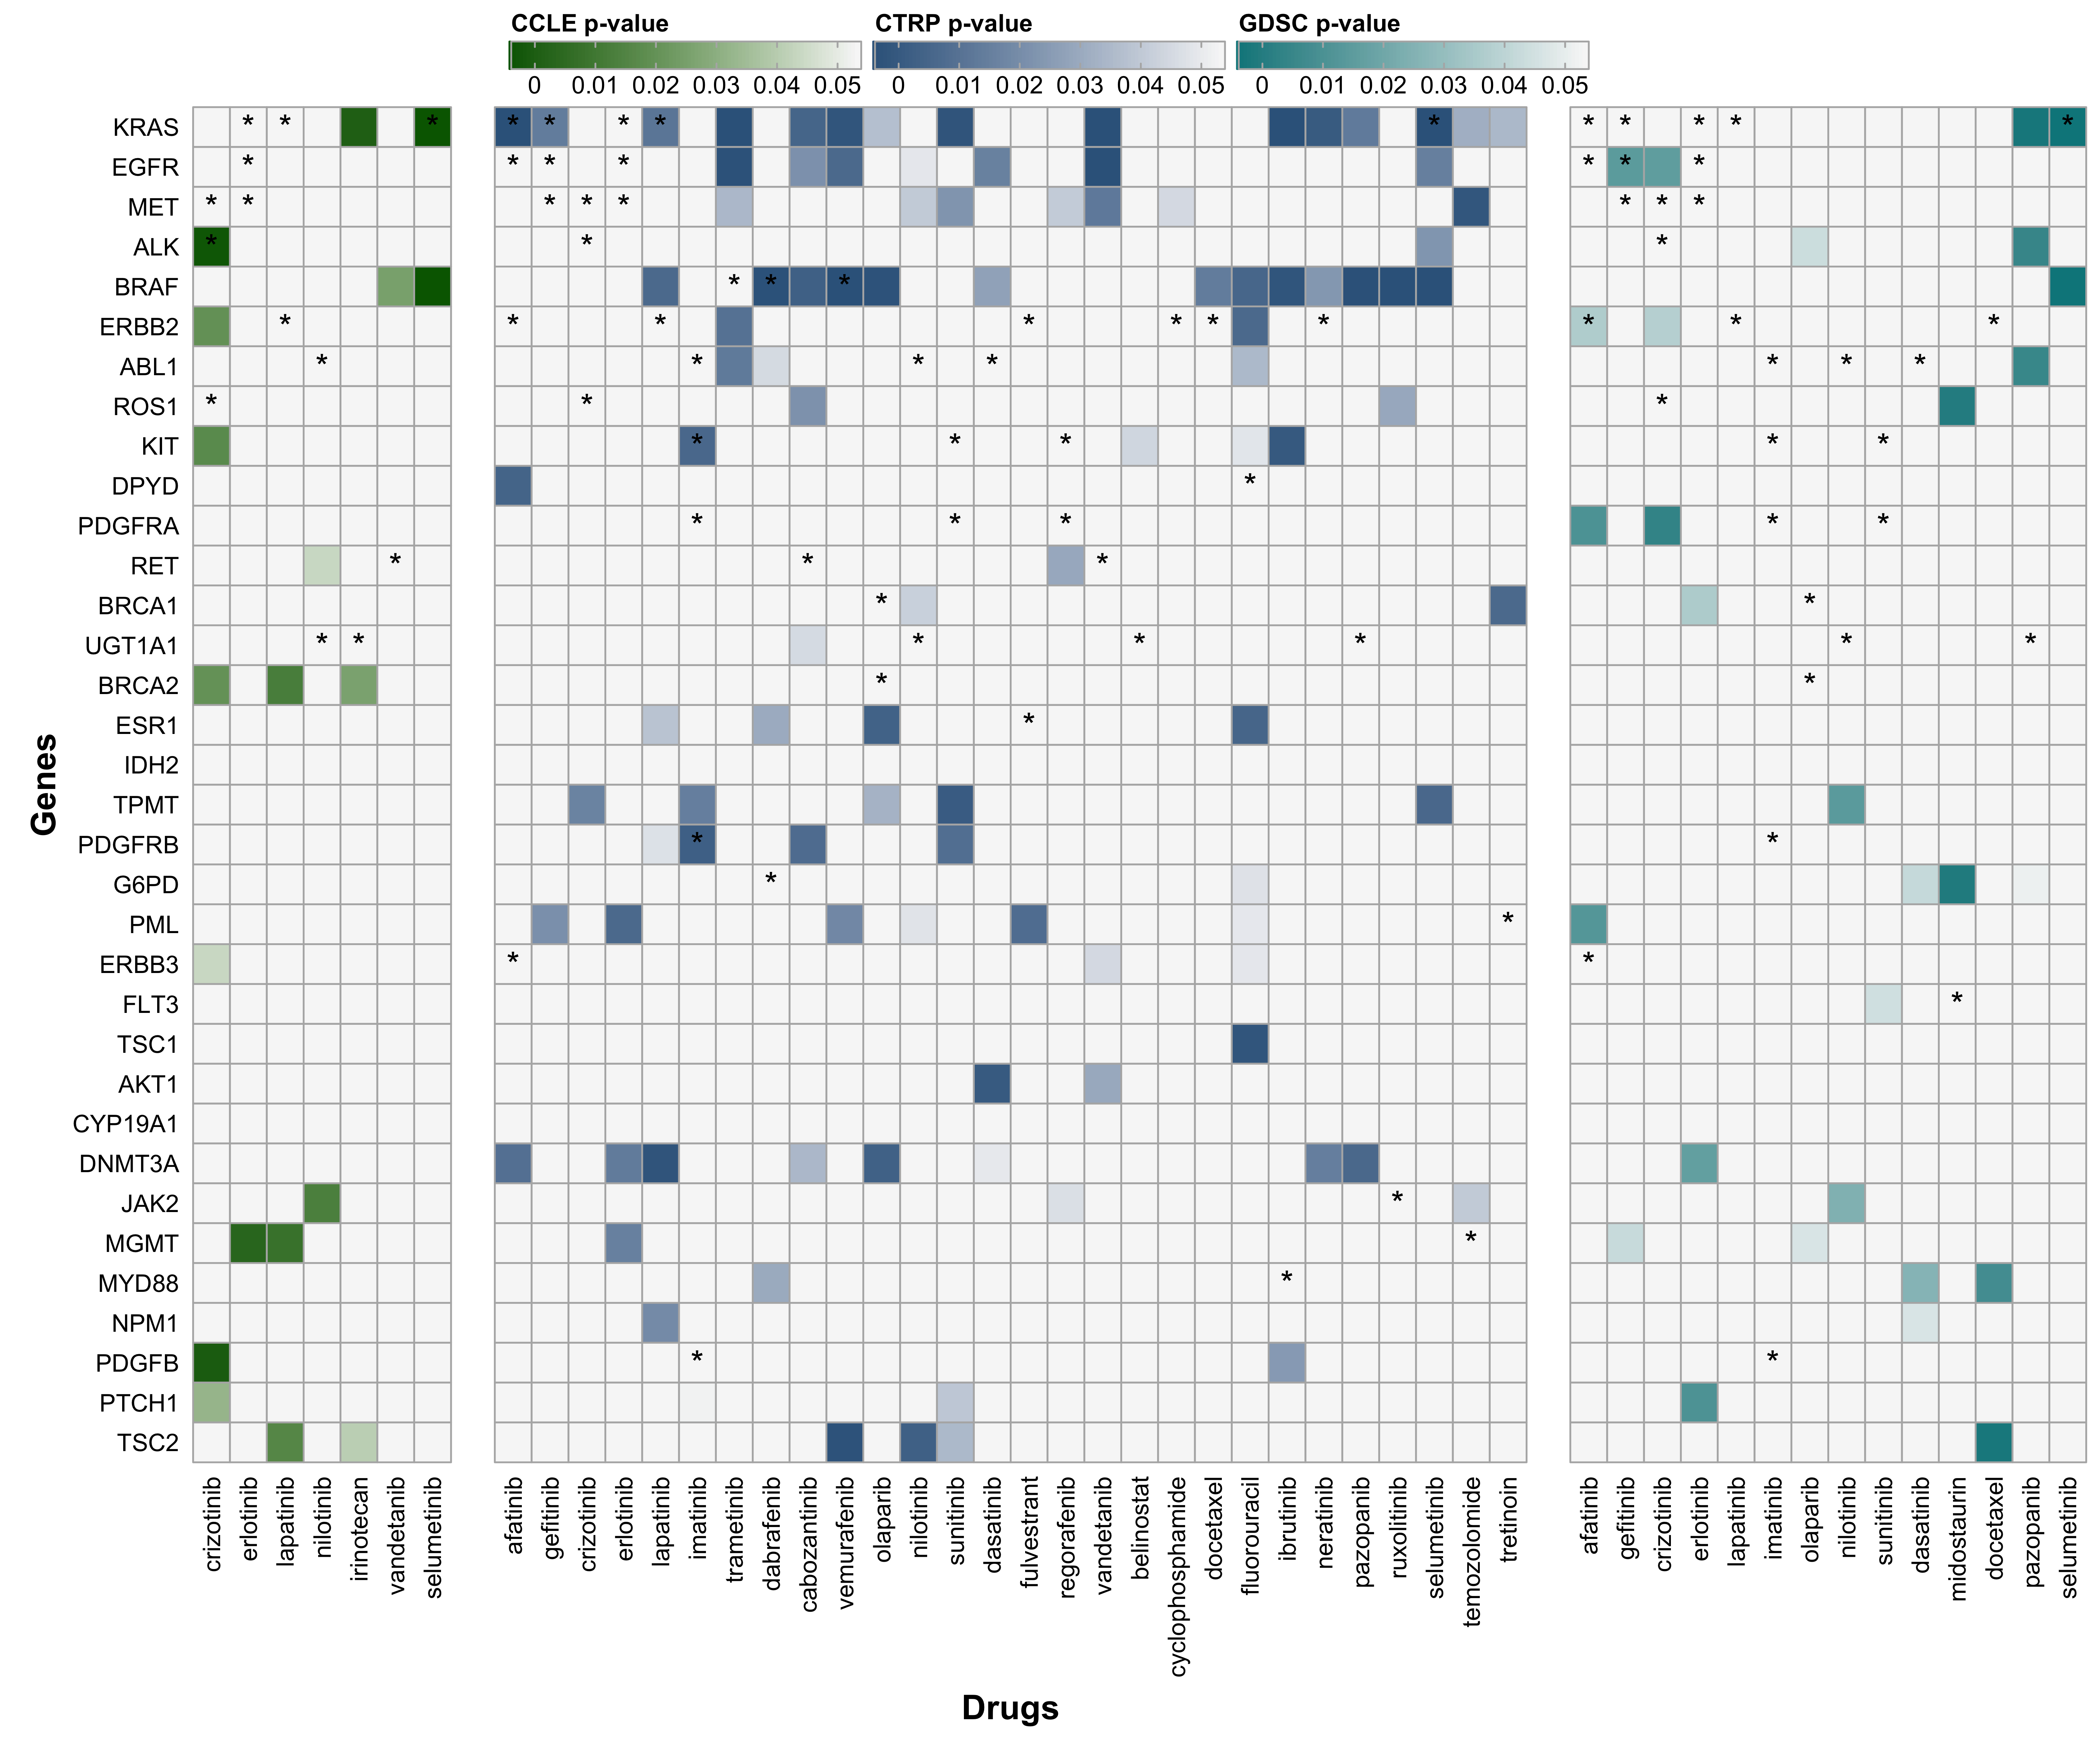 CCLE p-value CTRP p-value GDSC p-value
0 0.01 0.02 0.03 0.04 0.05 0 0.01 0.02 0.03 0.04 0.05 0 0.01 0.02 0.03 0.04 0.05
KRAS * * * * * * * * * * * * * *
EGFR * * * * * * *
MET * * * * * * * *
ALK * * *
BRAF * * *
ERBB2 * * * * * * * * * *
ABL1 * * * * * * *
ROS1 * * *
KIT * * * * *
DPYD *
PDGFRA * * * * *
RET * * *
BRCA1 * *
UGT1A1 * * * * * * *
BRCA2 * *
ESR1 *
IDH2
TPMT
PDGFRB * *
G6PD *
PML *
ERBB3 * *
FLT3 *
TSC1
AKT1
CYP19A1
DNMT3A
JAK2 *
MGMT *
MYD88 *
NPM1
PDGFB * *
PTCH1
TSC2
Genes
crizotinib
erlotinib
lapatinib
nilotinib
irinotecan
vandetanib
selumetinib
afatinib
gefitinib
crizotinib
erlotinib
lapatinib
imatinib
trametinib
dabrafenib
cabozantinib
vemurafenib
olaparib
nilotinib
sunitinib
dasatinib
fulvestrant
regorafenib
vandetanib
belinostat
cyclophosphamide
docetaxel
fluorouracil
ibrutinib
neratinib
pazopanib
ruxolitinib
selumetinib
temozolomide
tretinoin
afatinib
gefitinib
crizotinib
erlotinib
lapatinib
imatinib
olaparib
nilotinib
sunitinib
dasatinib
midostaurin
docetaxel
pazopanib
selumetinib
Drugs